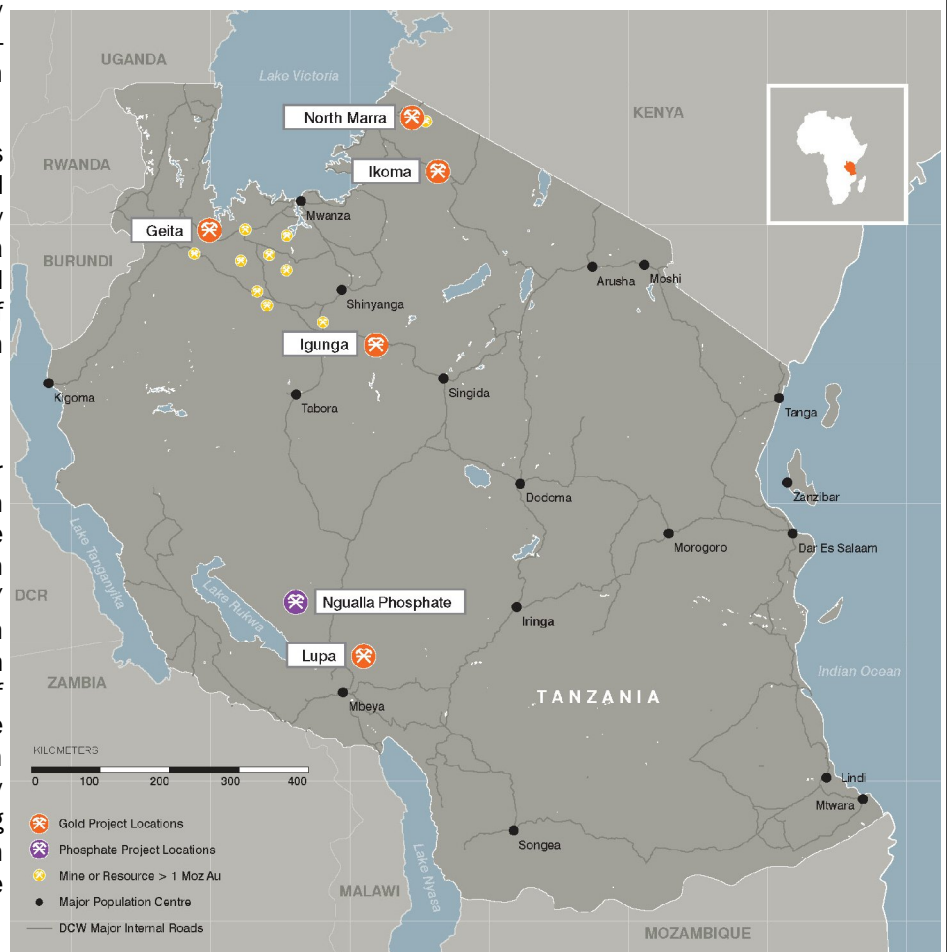 UGANDA
Lake Victoria
KENYA
North Marra
RWANDA
Ikoma
Mwanza
Geita
BURUNDI
Arusha
Moshi
Shinyanga
Igunga
Kigoma
Singida
Tabora
Tanga
Dodoma
Zanzibar
Morogoro
Dar Es Salaam
Lake Tanganyika
DCR
Lake Rukwa
Ngualla Phosphate
Iringa
Lupa
Indian Ocean
ZAMBIA
TANZANIA
Mbeya
KILOMETERS
0 100 200 300 400
Lindi
Mtwara
Gold Project Locations
Phosphate Project Locations
Songea
Mine or Resource > 1 Moz Au
Lake Nyasa
MALAWI
Major Population Centre
DCW Major Internal Roads
MOZAMBIQUE